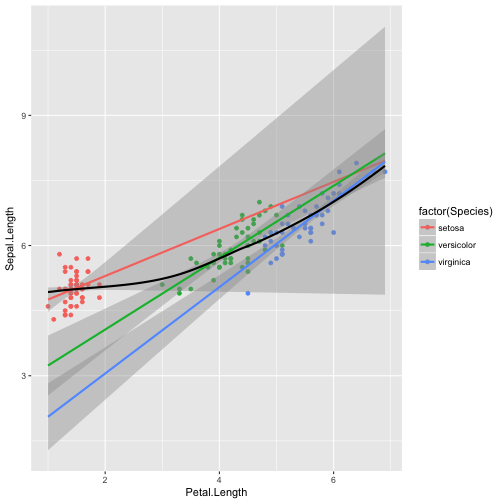 9
6
3
Sepal.Length
2 4 6
Petal.Length
factor(Species)
setosa
versicolor
virginica